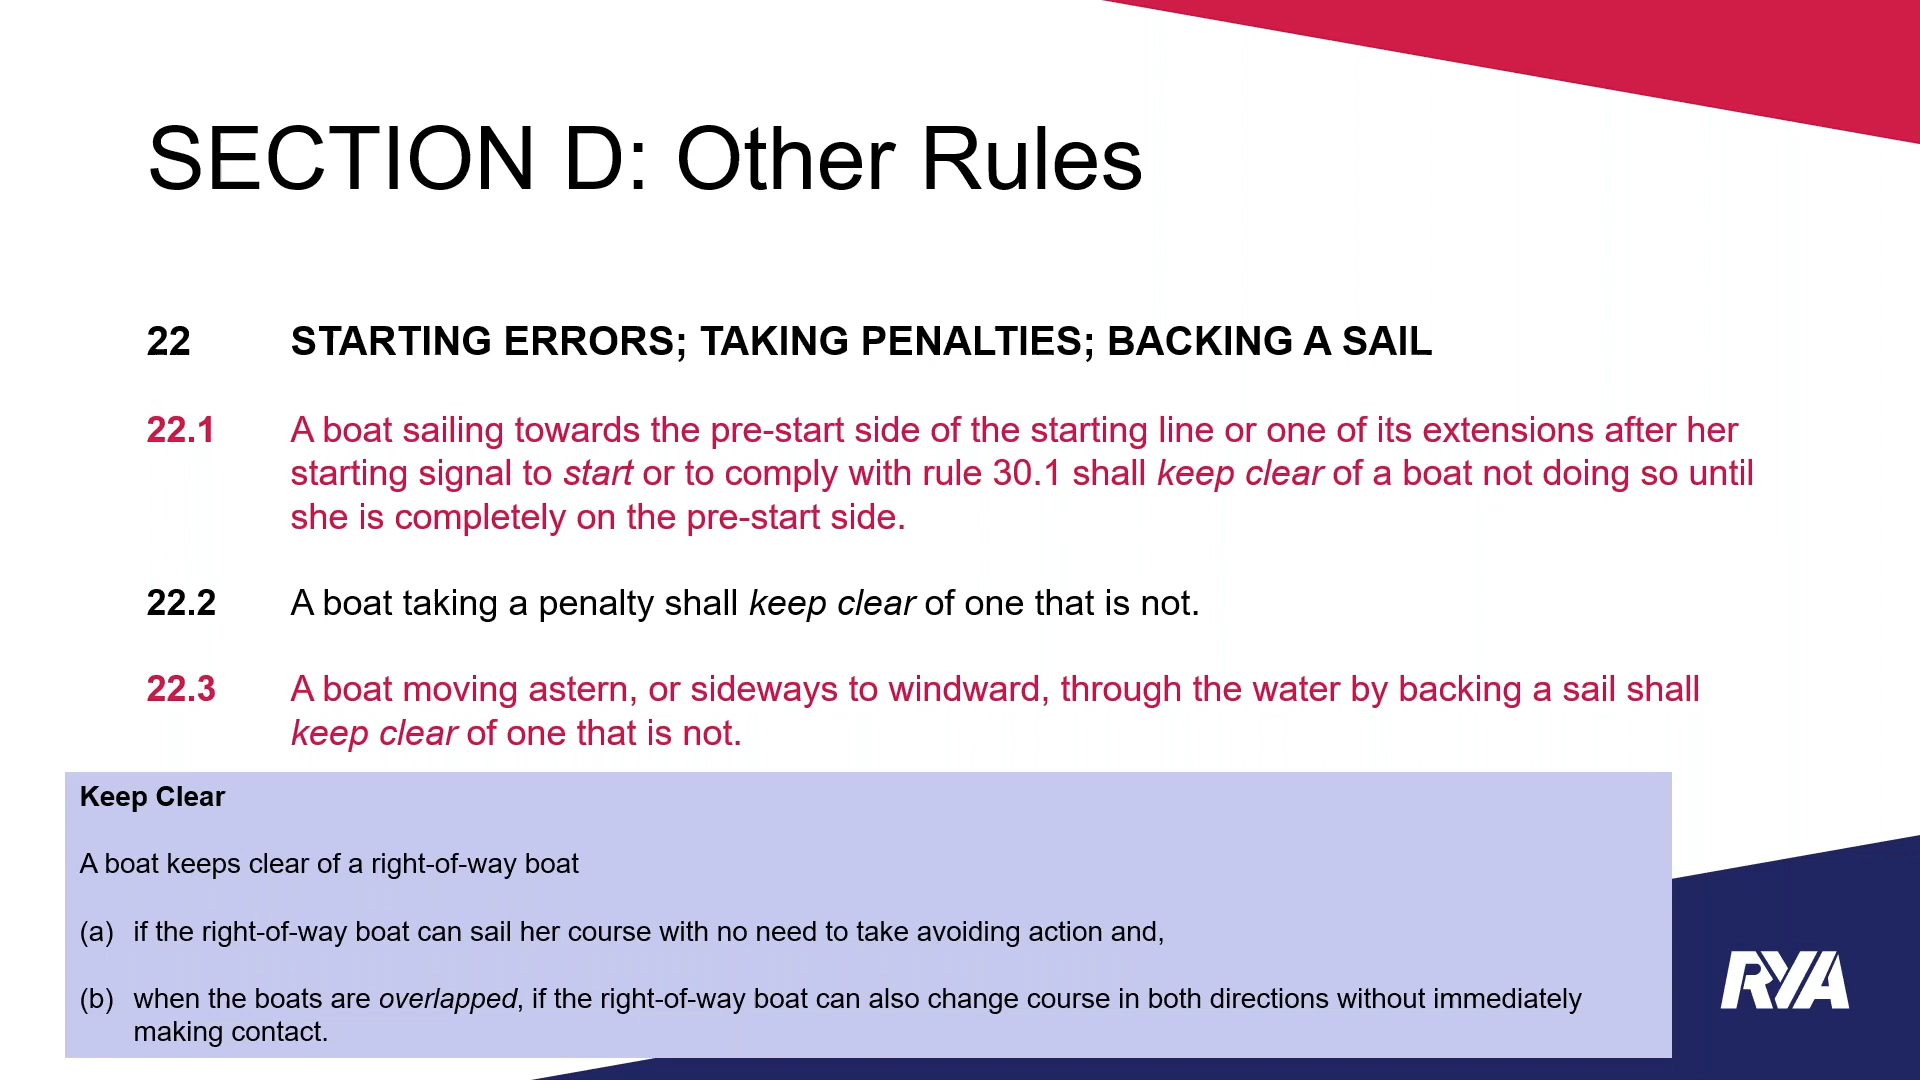 SECTION D: Other Rules
22 STARTING ERRORS; TAKING PENALTIES; BACKING A SAIL
22.1 A boat sailing towards the pre-start side of the starting line or one of its extensions after her
starting signal to start or to comply with rule 30.1 shall keep clear of a boat not doing so until
she is completely on the pre-start side.
22.2 A boat taking a penalty shall keep clear of one that is not.
22.3 A boat moving astern, or sideways to windward, through the water by backing a sail shall
keep clear of one that is not.
Keep Clear
A boat keeps clear of a right-of-way boat
(a) if the right-of-way boat can sail her course with no need to take avoiding action and,
(b) when the boats are overlapped, if the right-of-way boat can also change course in both directions without immediately
making contact.
RYA